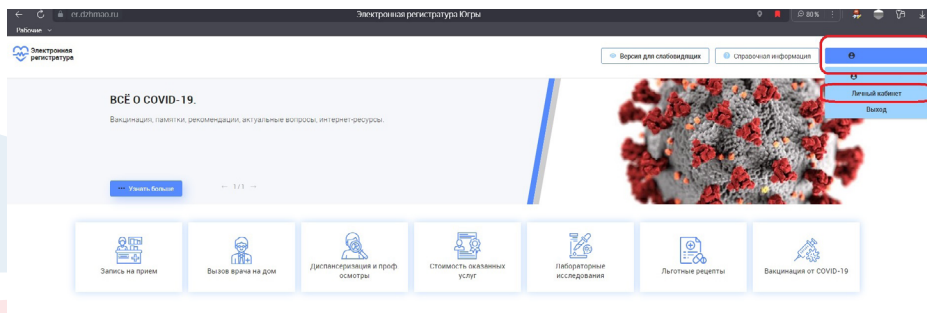 er.dzhmao.ru
Электронная регистратура Югры
80 %
Рабочие
Электронная
регистратура
Версия для слабовидящих
Справочная информация
Личный кабинет
Выход
ВСЁ О COVID-19.
Вакцинация, памятки, рекомендации, актуальные вопросы, интернет-ресурсы.
••• Узнать больше
← 1/1 →
Запись на прием
Вызов врача на дом
Диспансеризация и проф
осмотры
Стоимость оказанных
услуг
Лабораторные
исследования
Льготные рецепты
Вакцинация от COVID-19